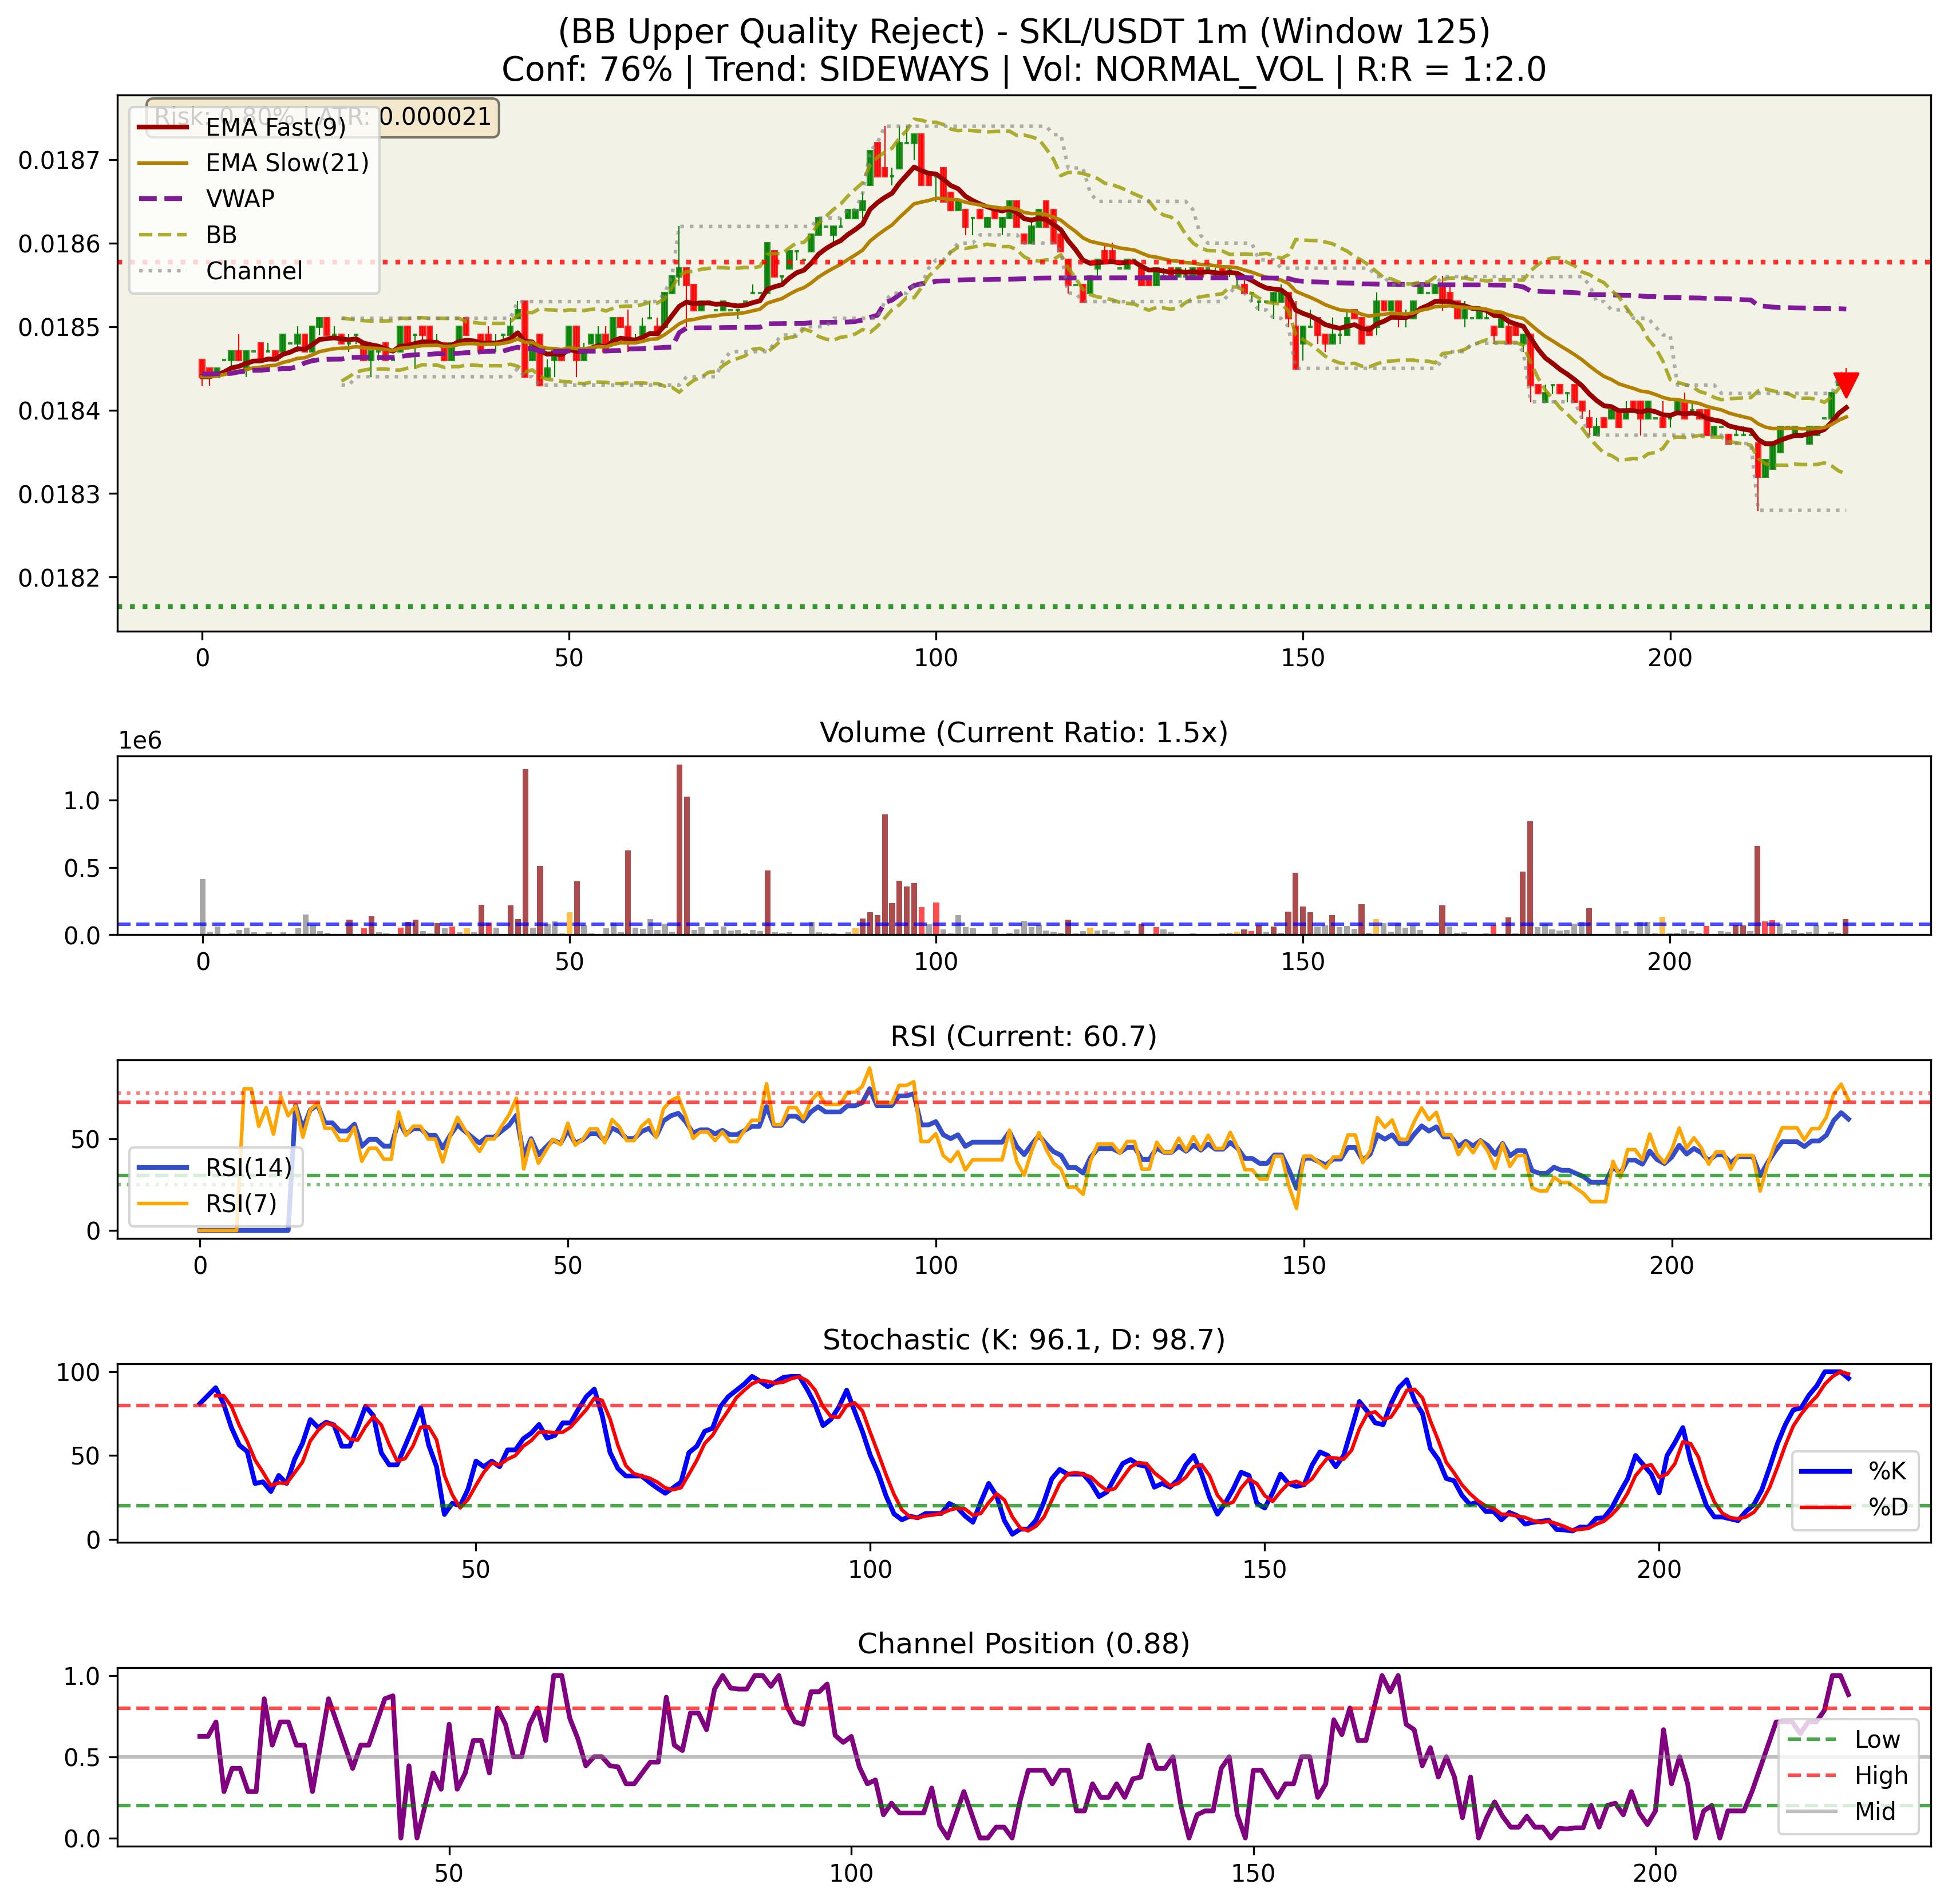 (BB Upper Quality Reject) - SKL/USDT 1m (Window 125)
Conf: 76% | Trend: SIDEWAYS | Vol: NORMAL_VOL | R:R = 1:2.0
Risk: 0.80% | ATR: 0.000021
EMA Fast(9)
EMA Slow(21)
VWAP
BB
Channel
0.0187
0.0186
0.0185
0.0184
0.0183
0.0182
0 50 100 150 200
Volume (Current Ratio: 1.5x)
1e6
1.0
0.5
0.0
0 50 100 150 200
RSI (Current: 60.7)
50
0
RSI(14)
RSI(7)
0 50 100 150 200
Stochastic (K: 96.1, D: 98.7)
100
50
0
%K
%D
50 100 150 200
Channel Position (0.88)
1.0
0.5
0.0
Low
High
Mid
50 100 150 200